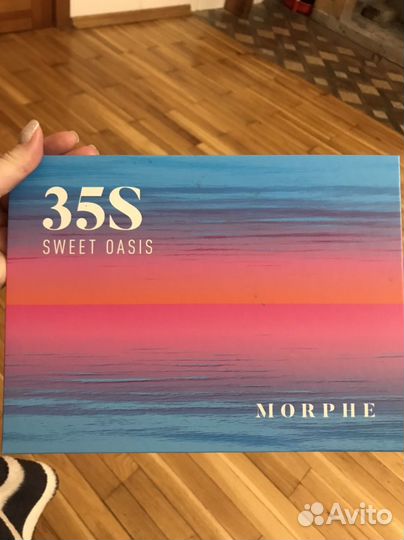 35S
SWEET OASIS
MORPHE
Avito